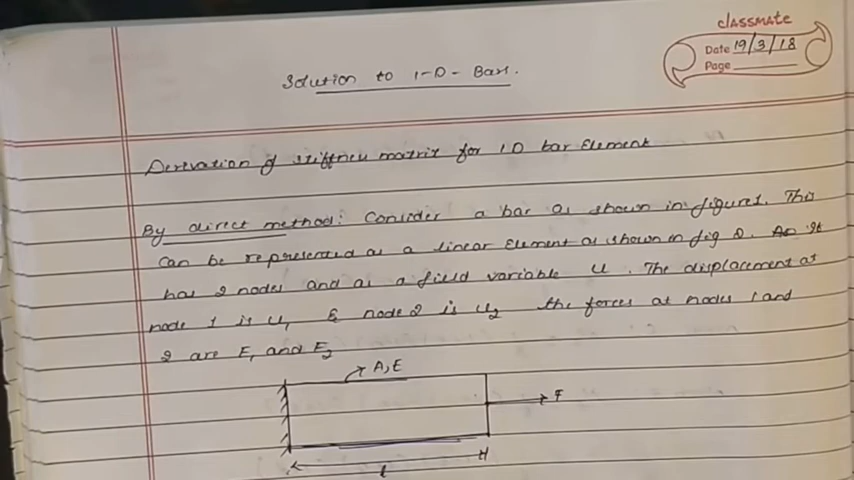 classmate
Date 19/3/18
Page
Solution to 1-D- Bar.
Derivation of stiffness matrix for 1D bar Element
By direct method: Consider a bar as shown in figure1. This
can be represented as a linear Element as shown in fig 2. It
has 2 nodes and as a field variable u. The displacement at
node 1 is u₁ & node 2 is u₂ the forces at nodes 1 and
2 are F₁ and F₂
A,E
F
l